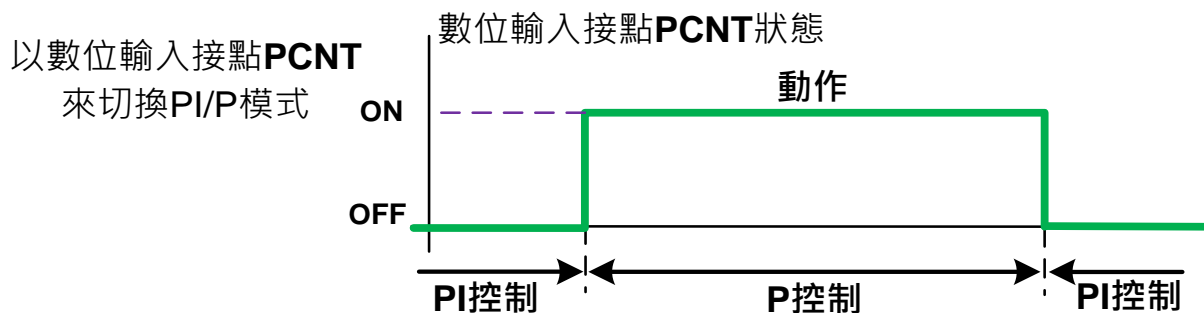 以數位輸入接點PCNT
來切換PI/P模式
數位輸入接點PCNT狀態
動作
ON
OFF
PI控制
P控制
PI控制